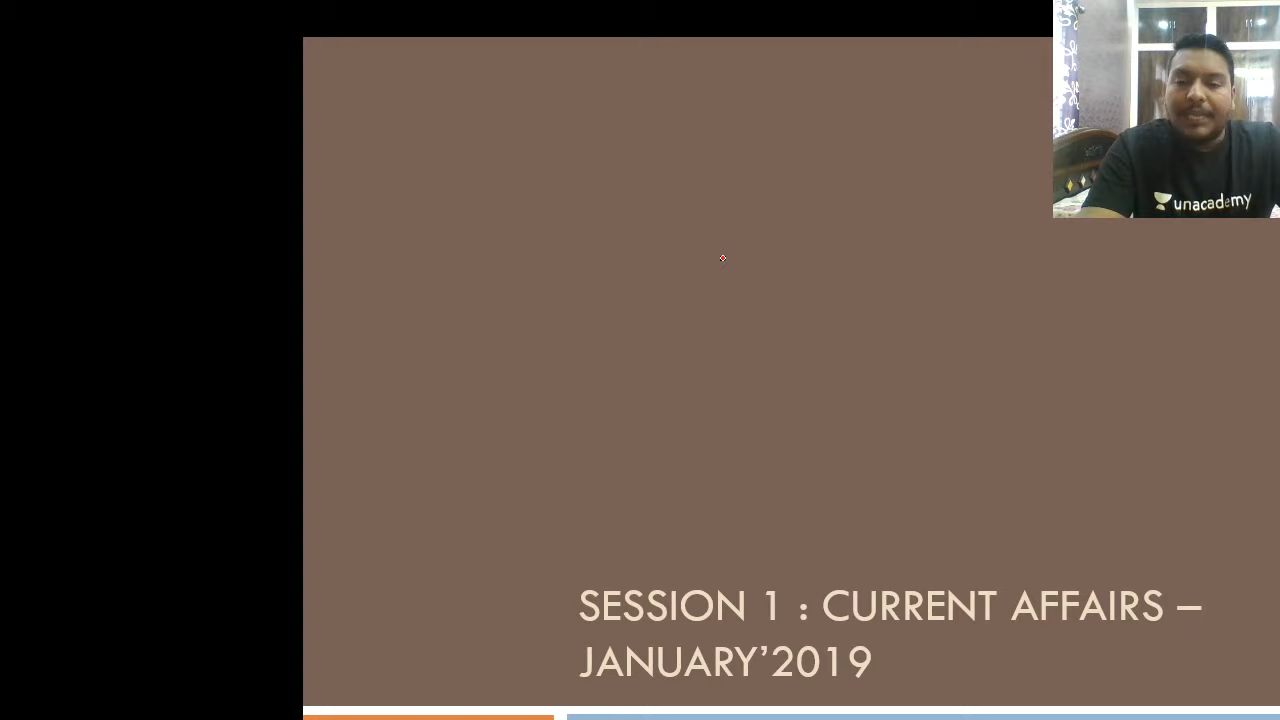 unacademy
SESSION 1 : CURRENT AFFAIRS –
JANUARY’2019